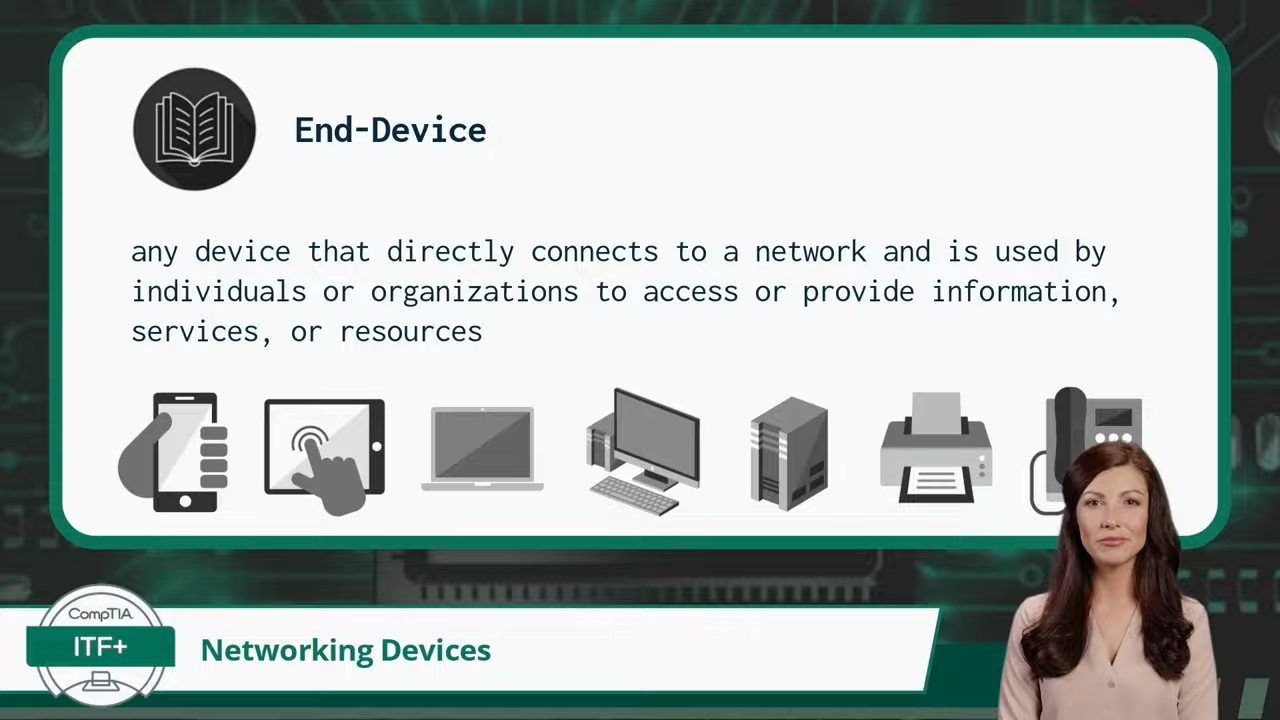 End-Device
any device that directly connects to a network and is used by
individuals or organizations to access or provide information,
services, or resources
CompTIA.
ITF+
Networking Devices